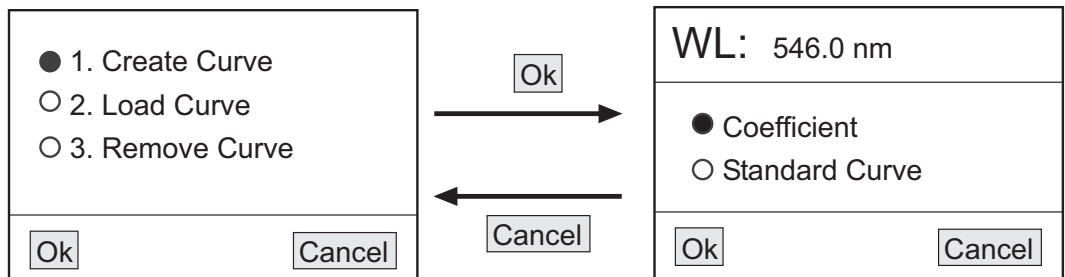 1. Create Curve
2. Load Curve
3. Remove Curve
Ok Cancel
Ok
Cancel
WL: 546.0 nm
Coefficient
Standard Curve
Ok Cancel